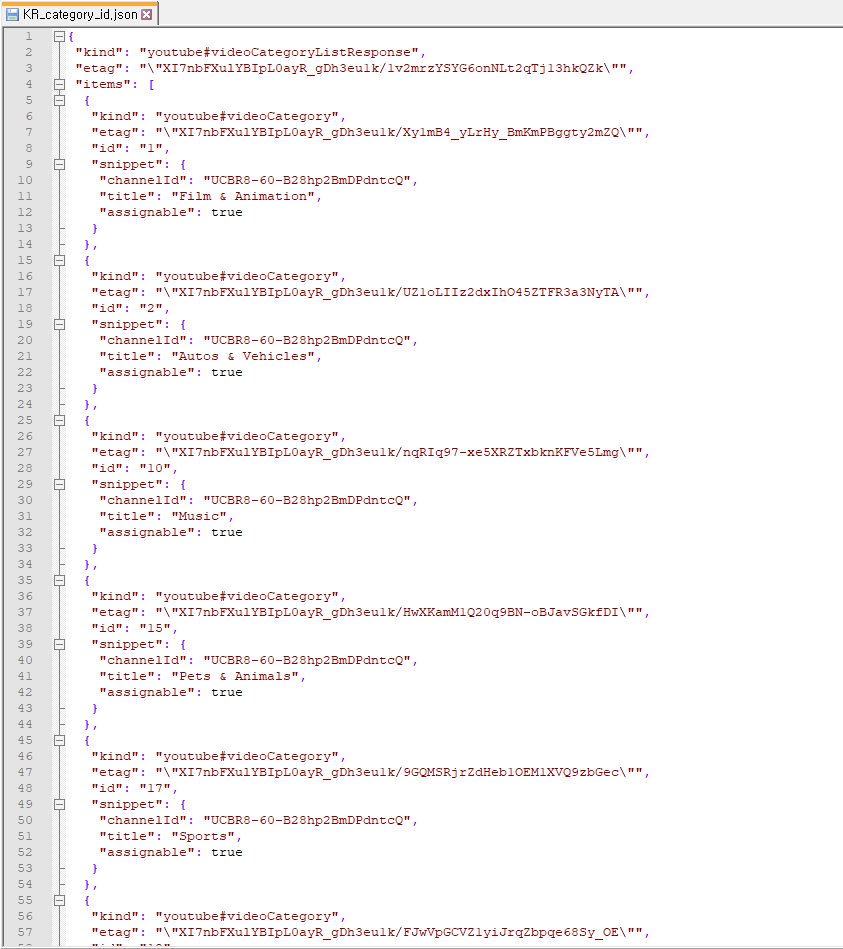 KR_category_id.json
1 {
2 "kind": "youtube#videoCategoryListResponse",
3 "etag": "\"XI7nbFXulYBIpL0ayR_gDh3eu1k/1v2mrzYSYG6onNLt2qTj13hkQZk\"",
4 "items": [
5 {
6 "kind": "youtube#videoCategory",
7 "etag": "\"XI7nbFXulYBIpL0ayR_gDh3eu1k/Xy1mB4_yLrHy_BmKmPBggty2mZQ\"",
8 "id": "1",
9 "snippet": {
10 "channelId": "UCBR8-60-B28hp2BmDPdntcQ",
11 "title": "Film & Animation",
12 "assignable": true
13 }
14 },
15 {
16 "kind": "youtube#videoCategory",
17 "etag": "\"XI7nbFXulYBIpL0ayR_gDh3eu1k/UZ1oLIIz2dxIhO45ZTFR3a3NyTA\"",
18 "id": "2",
19 "snippet": {
20 "channelId": "UCBR8-60-B28hp2BmDPdntcQ",
21 "title": "Autos & Vehicles",
22 "assignable": true
23 }
24 },
25 {
26 "kind": "youtube#videoCategory",
27 "etag": "\"XI7nbFXulYBIpL0ayR_gDh3eu1k/nqRIq97-xe5XRZTxbknKFVe5Lmg\"",
28 "id": "10",
29 "snippet": {
30 "channelId": "UCBR8-60-B28hp2BmDPdntcQ",
31 "title": "Music",
32 "assignable": true
33 }
34 },
35 {
36 "kind": "youtube#videoCategory",
37 "etag": "\"XI7nbFXulYBIpL0ayR_gDh3eu1k/HwXKamM1Q20q9BN-oBJavSGkfDI\"",
38 "id": "15",
39 "snippet": {
40 "channelId": "UCBR8-60-B28hp2BmDPdntcQ",
41 "title": "Pets & Animals",
42 "assignable": true
43 }
44 },
45 {
46 "kind": "youtube#videoCategory",
47 "etag": "\"XI7nbFXulYBIpL0ayR_gDh3eu1k/9GQMSRjrZdHeb1OEM1XVQ9zbGec\"",
48 "id": "17",
49 "snippet": {
50 "channelId": "UCBR8-60-B28hp2BmDPdntcQ",
51 "title": "Sports",
52 "assignable": true
53 }
54 },
55 {
56 "kind": "youtube#videoCategory",
57 "etag": "\"XI7nbFXulYBIpL0ayR_gDh3eu1k/FJwVpGCVZ1yiJrqZbpqe68Sy_OE\"",